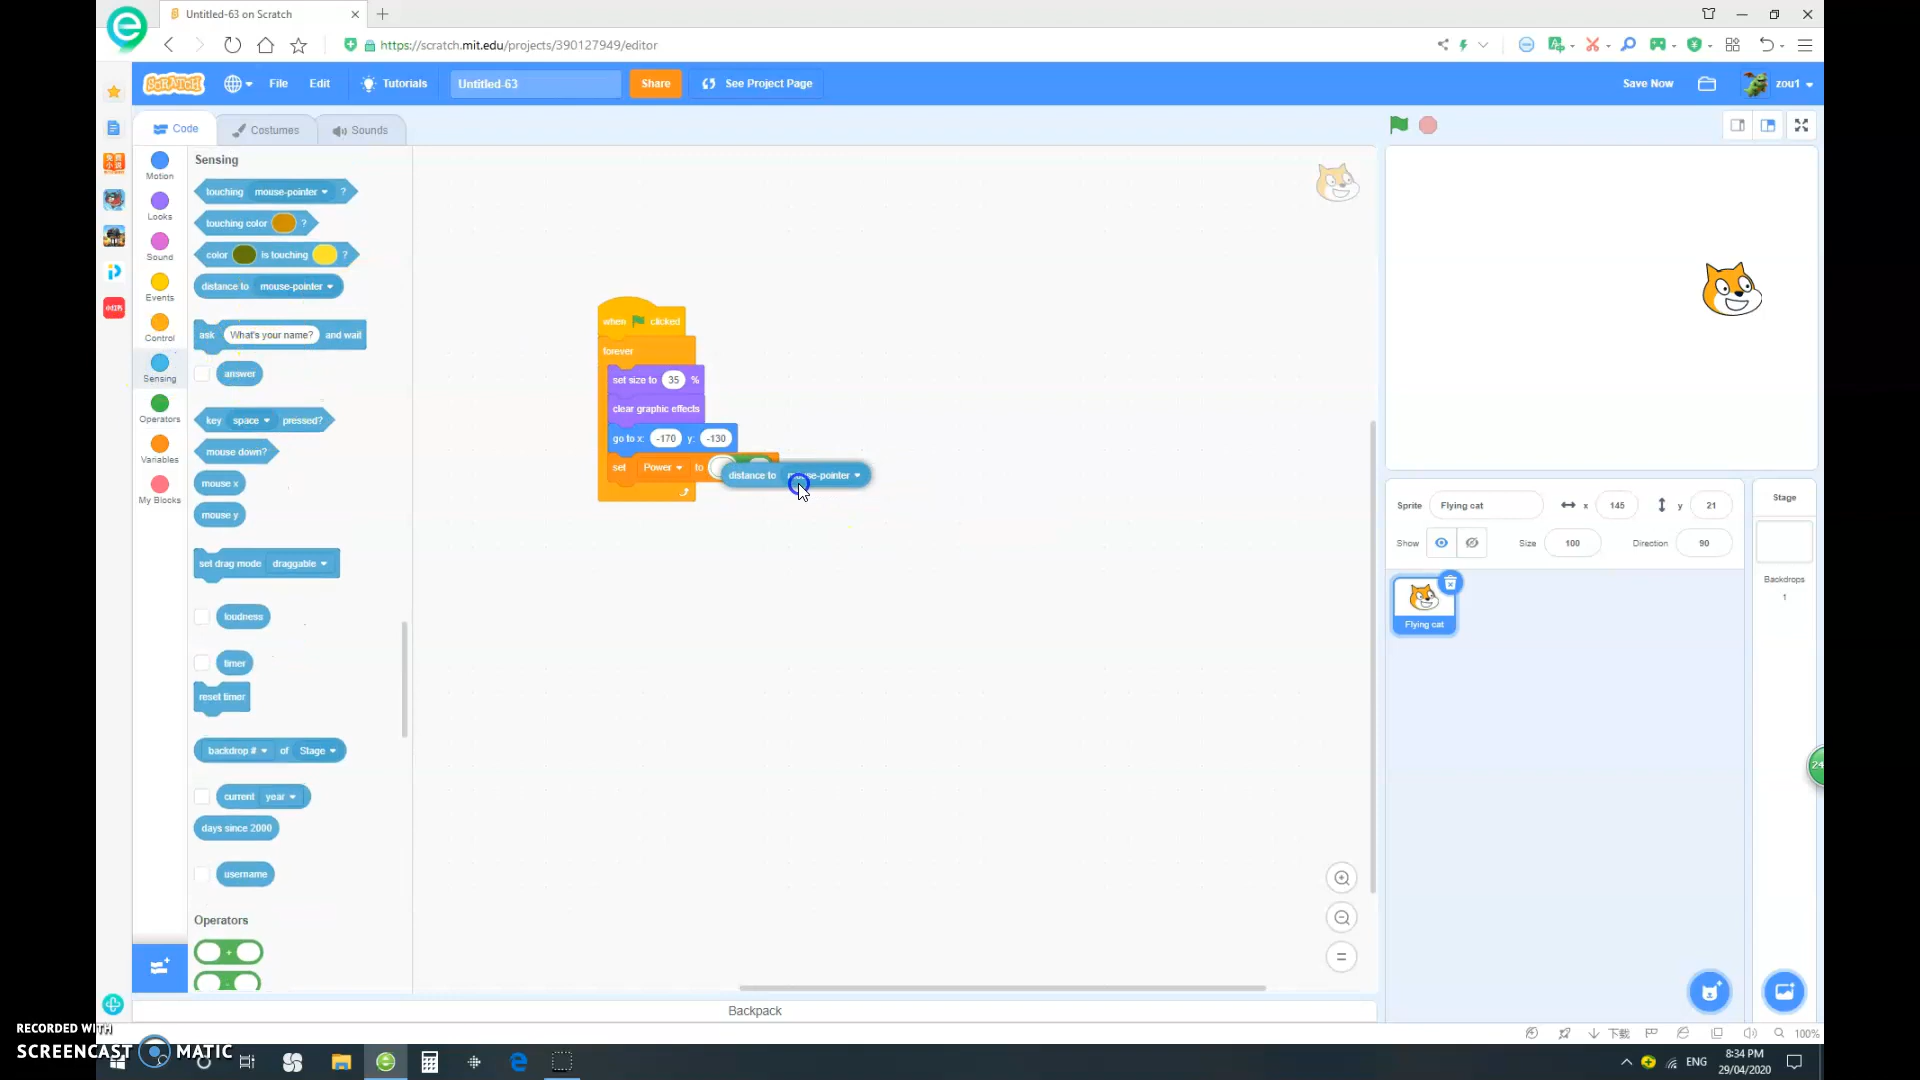 Untitled-63 on Scratch
https://scratch.mit.edu/projects/390127949/editor
SCRATCH
File
Edit
Tutorials
Untitled-63
Share
See Project Page
Save Now
zou1
Code
Costumes
Sounds
Motion
Looks
Sound
Events
Control
Sensing
Operators
Variables
My Blocks
Sensing
touching mouse-pointer ?
touching color ?
color is touching ?
distance to mouse-pointer
ask What's your name? and wait
answer
key space pressed?
mouse down?
mouse x
mouse y
set drag mode draggable
loudness
timer
reset timer
backdrop # of Stage
current year
days since 2000
username
Operators
+
-
when clicked
forever
set size to 35 %
clear graphic effects
go to x: -170 y: -130
set Power to
distance to
Backpack
Sprite Flying cat x 145 y 21
Show Size 100 Direction 90
Flying cat
Stage
Backdrops
1
24
下载
100%
RECORDED WITH
SCREENCAST MATIC
ENG
8:34 PM
29/04/2020